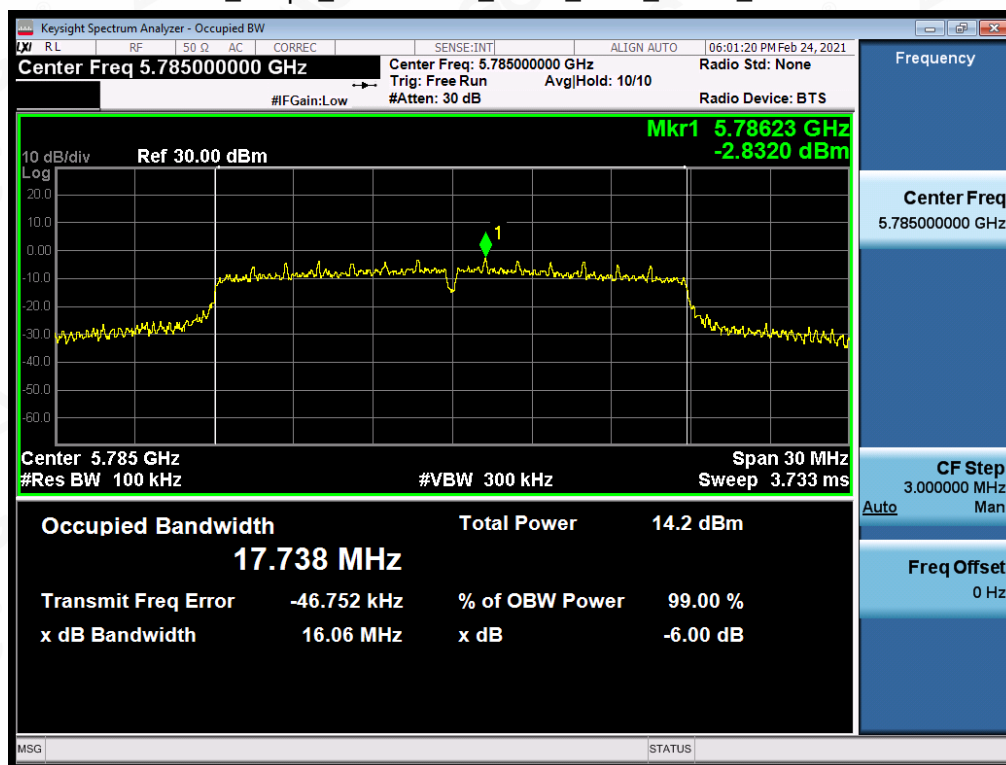 Keysight Spectrum Analyzer - Occupied BW
LXI RL RF 50 Ω AC CORREC SENSE:INT ALIGN AUTO 06:01:20 PM Feb 24, 2021
Center Freq 5.785000000 GHz
Center Freq: 5.785000000 GHz Radio Std: None
Trig: Free Run Avg|Hold: 10/10
#IFGain:Low #Atten: 30 dB Radio Device: BTS
Mkr1 5.78623 GHz
-2.8320 dBm
10 dB/div Ref 30.00 dBm
Log
20.0
10.0
0.00
-10.0
-20.0
-30.0
-40.0
-50.0
-60.0
1
Center 5.785 GHz Span 30 MHz
#Res BW 100 kHz #VBW 300 kHz Sweep 3.733 ms
Occupied Bandwidth Total Power 14.2 dBm
17.738 MHz
Transmit Freq Error -46.752 kHz % of OBW Power 99.00 %
x dB Bandwidth 16.06 MHz x dB -6.00 dB
MSG STATUS
Frequency
Center Freq
5.785000000 GHz
CF Step
3.000000 MHz
Auto Man
Freq Offset
0 Hz